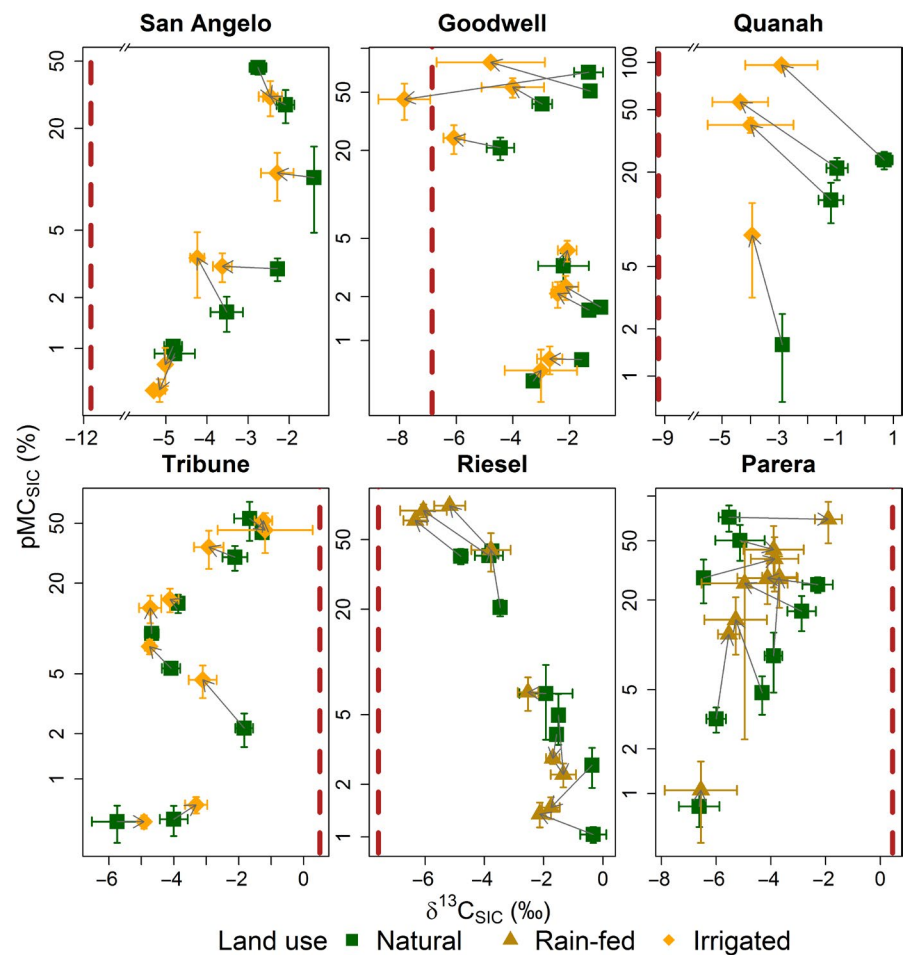 San Angelo Goodwell Quanah
50 20 5 2 1
−12 −5 −4 −3 −2
50 20 5 2 1
−8 −6 −4 −2
100 50 20 5 2 1
−9 −5 −3 −1 1
pMCSIC (%)
Tribune Riesel Parera
50 20 5 2 1
−6 −4 −2 0
50 20 5 2 1
−6 −4 −2 0
50 20 5 2 1
−8 −6 −4 −2 0
δ13CSIC (‰)
Land use Natural Rain-fed Irrigated